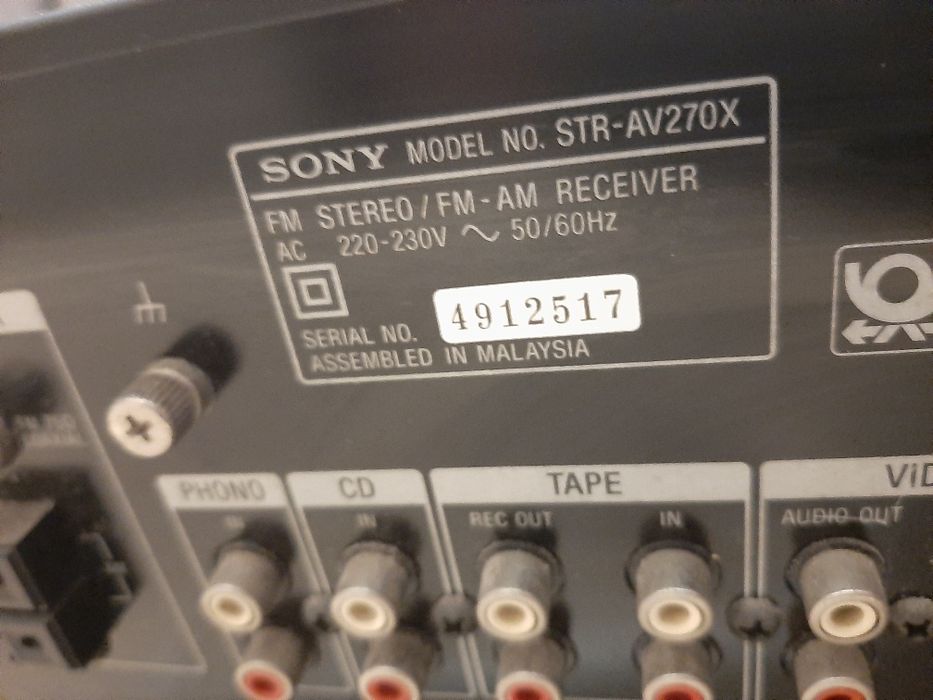 SONY MODEL NO. STR-AV270X
FM STEREO / FM-AM RECEIVER
AC 220-230V ~ 50/60Hz
SERIAL NO. 4912517
ASSEMBLED IN MALAYSIA
PHONO CD TAPE
IN IN REC OUT IN AUDIO OUT